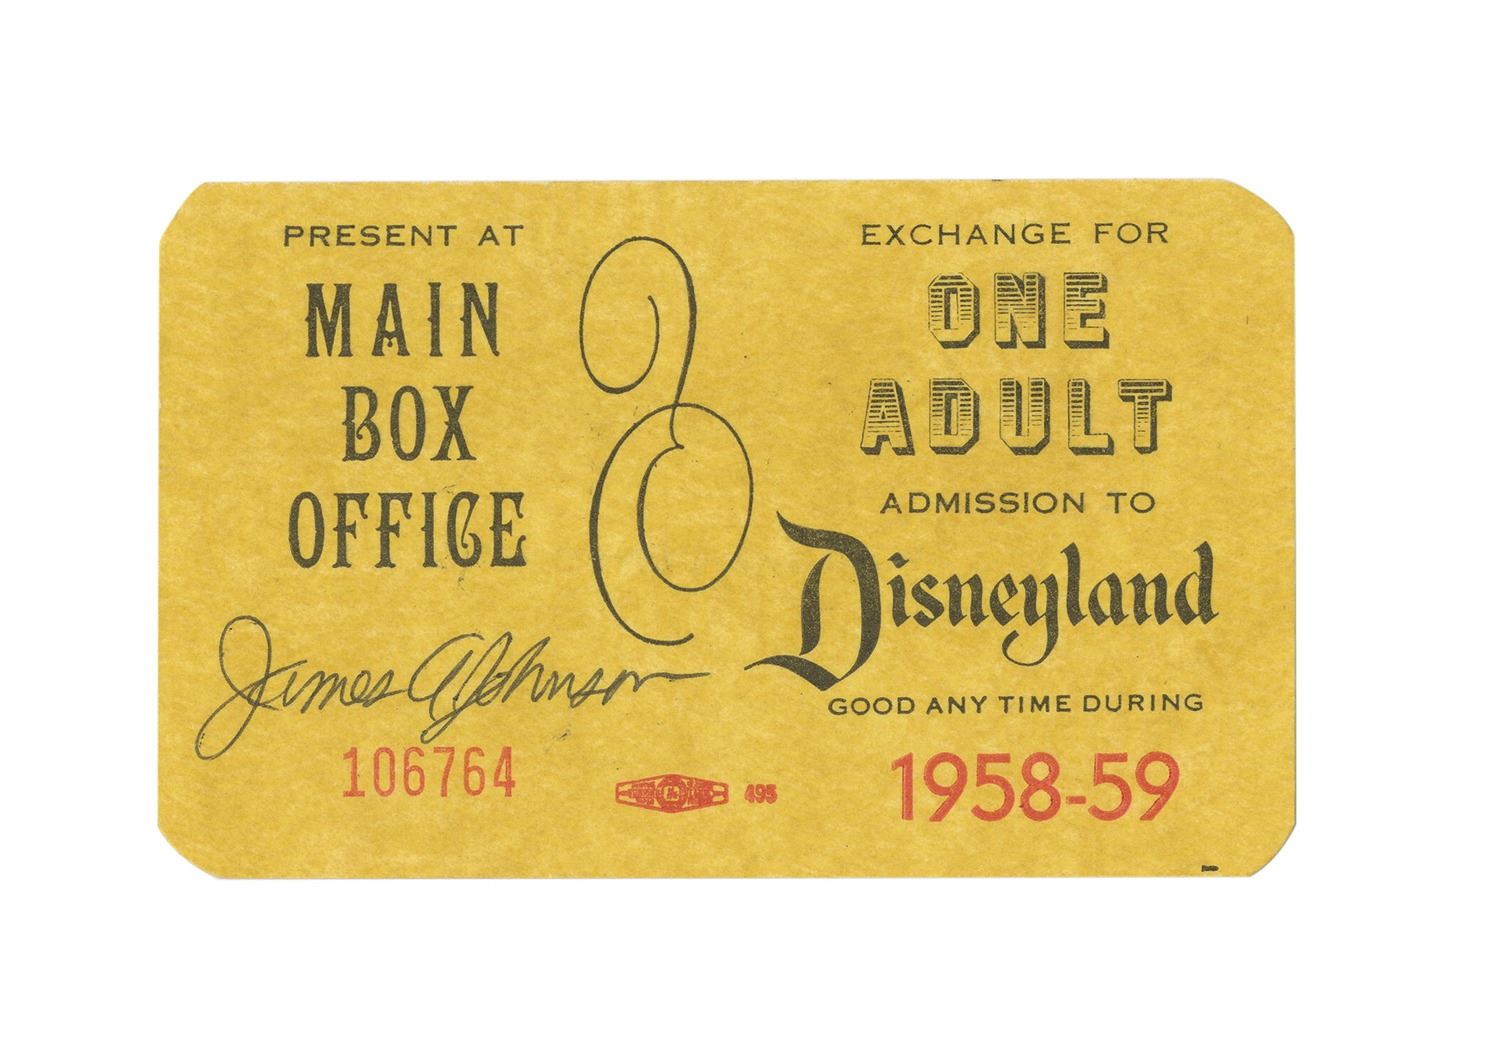 PRESENT AT
MAIN
BOX
OFFICE
&
James A Johnson
106764
495
EXCHANGE FOR
ONE
ADULT
ADMISSION TO
Disneyland
GOOD ANY TIME DURING
1958-59